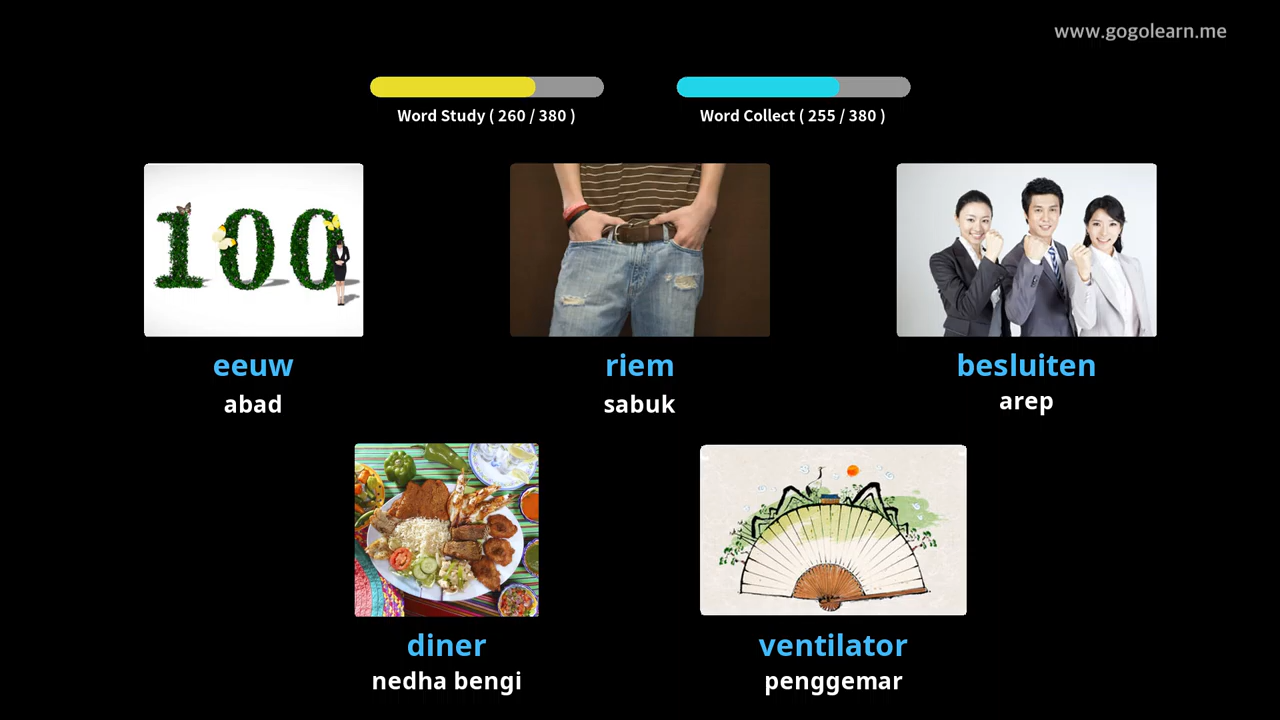 www.gogolearn.me
Word Study ( 260 / 380 )
Word Collect ( 255 / 380 )
100
eeuw
abad
riem
sabuk
besluiten
arep
diner
nedha bengi
ventilator
penggemar